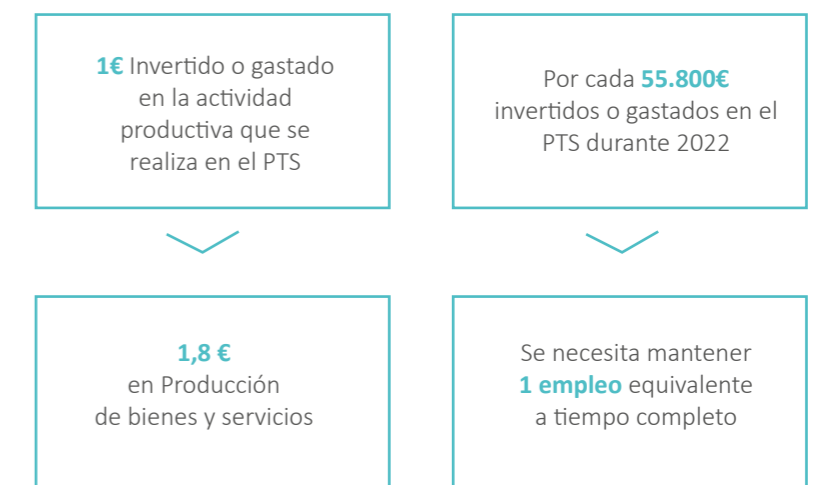 1€ Invertido o gastado
en la actividad
productiva que se
realiza en el PTS
1,8 €
en Producción
de bienes y servicios
Por cada 55.800€
invertidos o gastados en el
PTS durante 2022
Se necesita mantener
1 empleo equivalente
a tiempo completo